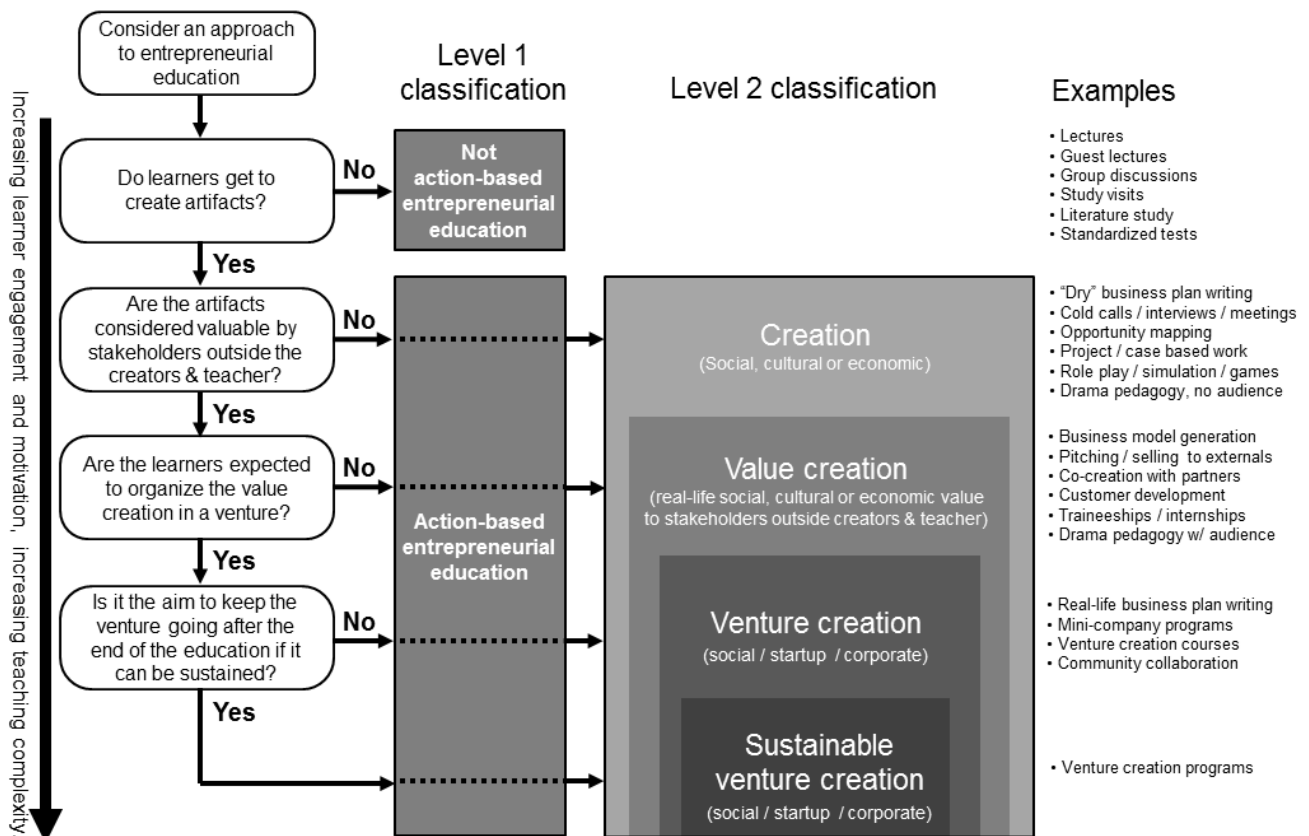 Consider an approach
to entrepreneurial
education
Level 1
classification
Level 2 classification
Examples
Increasing learner engagement and motivation, increasing teaching complexity.
Do learners get to
create artifacts?
No
Not
action-based
entrepreneurial
education
• Lectures
• Guest lectures
• Group discussions
• Study visits
• Literature study
• Standardized tests
Yes
Are the artifacts
considered valuable by
stakeholders outside the
creators & teacher?
No
Creation
(Social, cultural or economic)
• “Dry” business plan writing
• Cold calls / interviews / meetings
• Opportunity mapping
• Project / case based work
• Role play / simulation / games
• Drama pedagogy, no audience
Yes
Are the learners expected
to organize the value
creation in a venture?
No
Action-based
entrepreneurial
education
Value creation
(real-life social, cultural or economic value
to stakeholders outside creators & teacher)
• Business model generation
• Pitching / selling to externals
• Co-creation with partners
• Customer development
• Traineeships / internships
• Drama pedagogy w/ audience
Yes
Is it the aim to keep the
venture going after the
end of the education if it
can be sustained?
No
Venture creation
(social / startup / corporate)
• Real-life business plan writing
• Mini-company programs
• Venture creation courses
• Community collaboration
Yes
Sustainable
venture creation
(social / startup / corporate)
• Venture creation programs